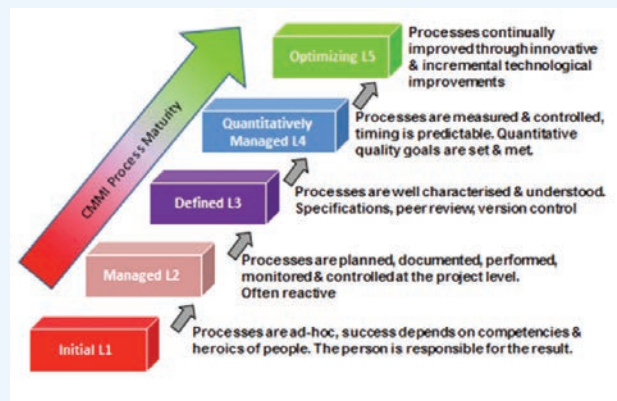 Processes continually
improved through innovative
& incremental technological
improvements
Optimizing L5
Processes are measured & controlled,
timing is predictable. Quantitative
quality goals are set & met.
Quantitatively
Managed L4
CMMI Process Maturity
Processes are well characterised & understood.
Specifications, peer review, version control
Defined L3
Processes are planned, documented, performed,
monitored & controlled at the project level.
Often reactive
Managed L2
Processes are ad-hoc, success depends on competencies &
heroics of people. The person is responsible for the result.
Initial L1